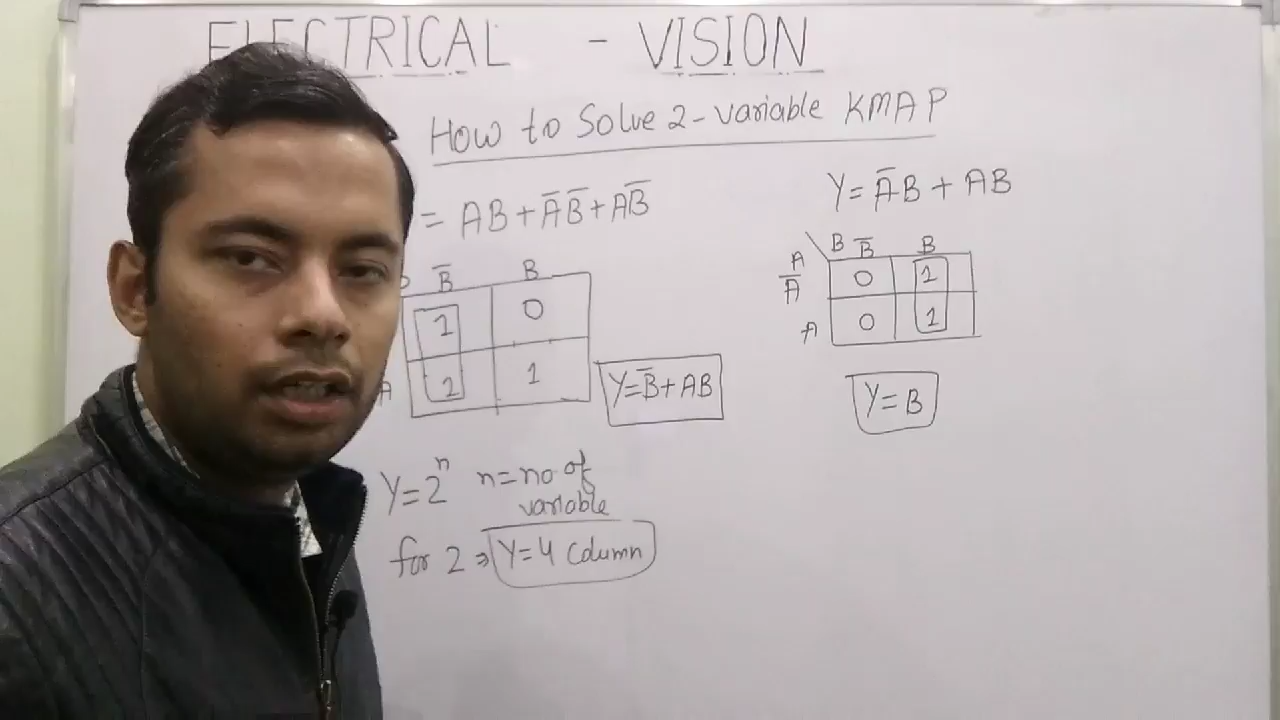 ELECTRICAL - VISION
How to Solve 2-variable KMAP
= AB + A̅B̅ + AB̅
Y = A̅B + AB
B̅ B
1 0
A 1 1
Y = B̅ + AB
A B B̅ B
A̅ 0 1
A 0 1
Y = B
Y = 2ⁿ n = no of
variable
for 2 ⇒ Y = 4 Column